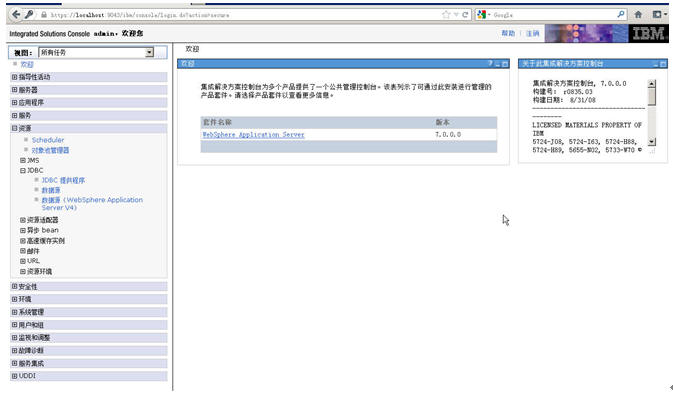 https://localhost:9043/ibm/console/login.do?action=secure
Google
Integrated Solutions Console admin，欢迎您
帮助 | 注销
IBM
视图： 所有任务
欢迎
指导性活动
服务器
应用程序
服务
资源
Scheduler
对象池管理器
JMS
JDBC
JDBC 提供程序
数据源
数据源（WebSphere Application
Server V4）
资源适配器
异步 bean
高速缓存实例
邮件
URL
资源环境
安全性
环境
系统管理
用户和组
监视和调整
故障诊断
服务集成
UDDI
欢迎
欢迎
集成解决方案控制台为多个产品提供了一个公共管理控制台。该表列示了可通过此安装进行管理的
产品套件。请选择产品套件以查看更多信息。
套件名称 版本
WebSphere Application Server 7.0.0.0
关于此集成解决方案控制台
集成解决方案控制台, 7.0.0.0
构建号： r0835.03
构建日期： 8/31/08
LICENSED MATERIALS PROPERTY OF
IBM
5724-J08, 5724-I63, 5724-H88,
5724-H89, 5655-N02, 5733-W70 ©